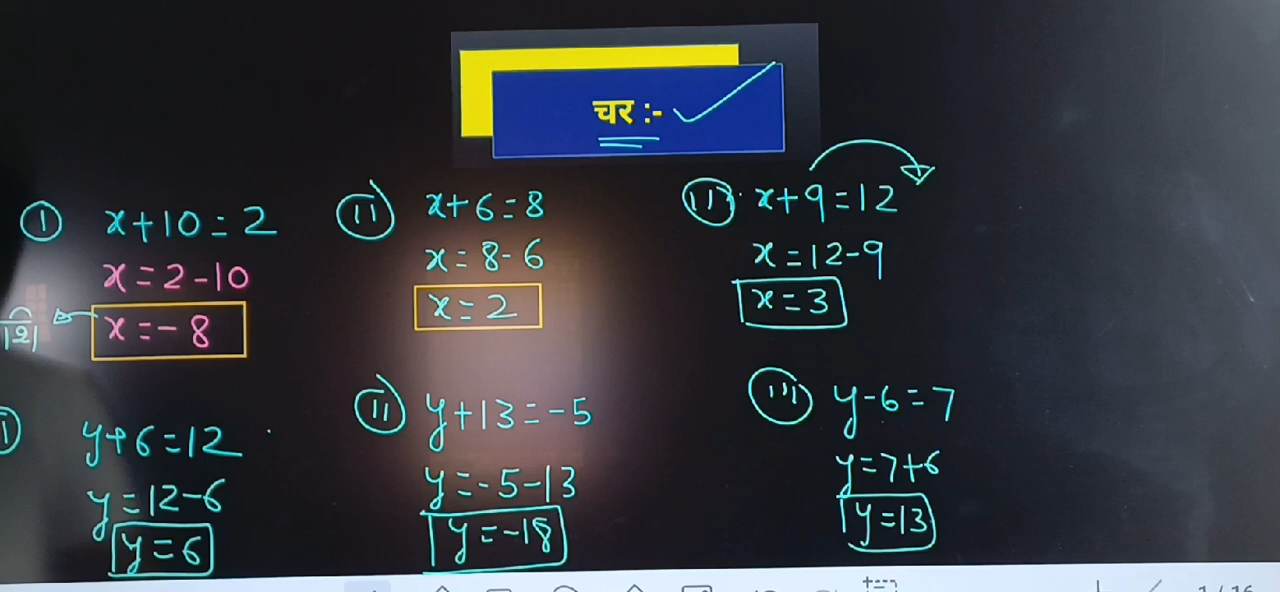 चर :-
① x+10=2
x=2-10
x=-8
(II) x+6=8
x=8-6
x=2
(III) x+9=12
x=12-9
x=3
y+6=12
y=12-6
y=6
(II) y+13=-5
y=-5-13
y=-18
(III) y-6=7
y=7+6
y=13